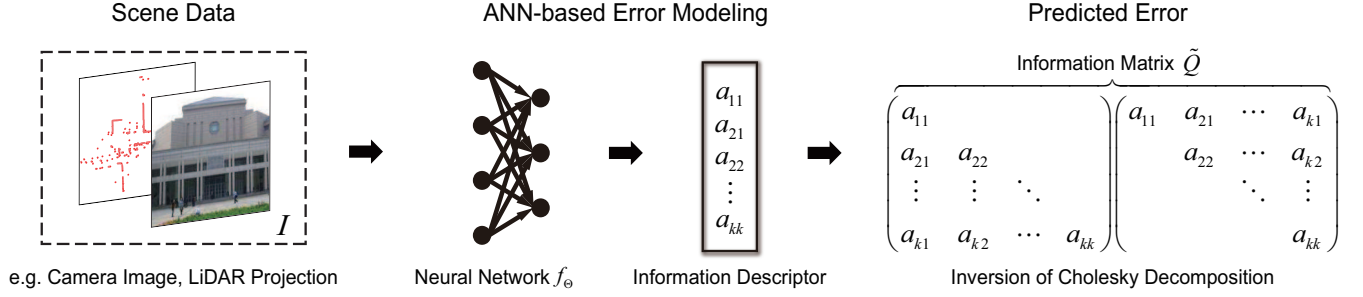 Scene Data
ANN-based Error Modeling
Predicted Error
Information Matrix Q̃
I
a₁₁
a₂₁
a₂₂
⋮
aₖₖ
a₁₁
a₂₁ a₂₂
⋮ ⋮ ⋱
aₖ₁ aₖ₂ ⋯ aₖₖ
a₁₁ a₂₁ ⋯ aₖ₁
a₂₂ ⋯ aₖ₂
⋱ ⋮
aₖₖ
e.g. Camera Image, LiDAR Projection
Neural Network f_Θ
Information Descriptor
Inversion of Cholesky Decomposition